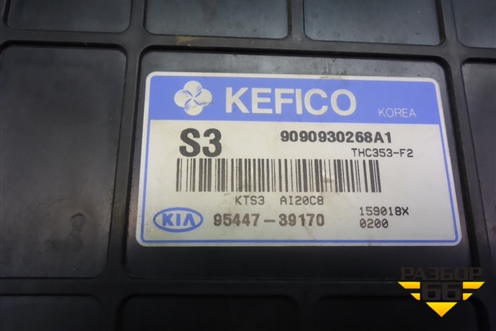 KEFICO
KOREA
S3
9090930268A1
THC353-F2
KTS3 AI20C8
KIA
95447-39170
159018X
0200
РАЗБОР
66